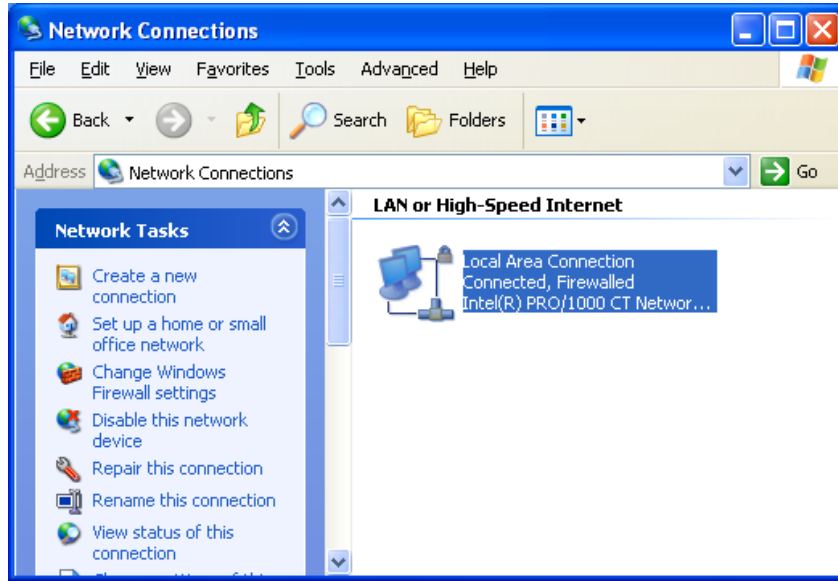 Network Connections
File Edit View Favorites Tools Advanced Help
Back Search Folders
Address Network Connections Go
Network Tasks
Create a new
connection
Set up a home or small
office network
Change Windows
Firewall settings
Disable this network
device
Repair this connection
Rename this connection
View status of this
connection
LAN or High-Speed Internet
Local Area Connection
Connected, Firewalled
Intel(R) PRO/1000 CT Networ...